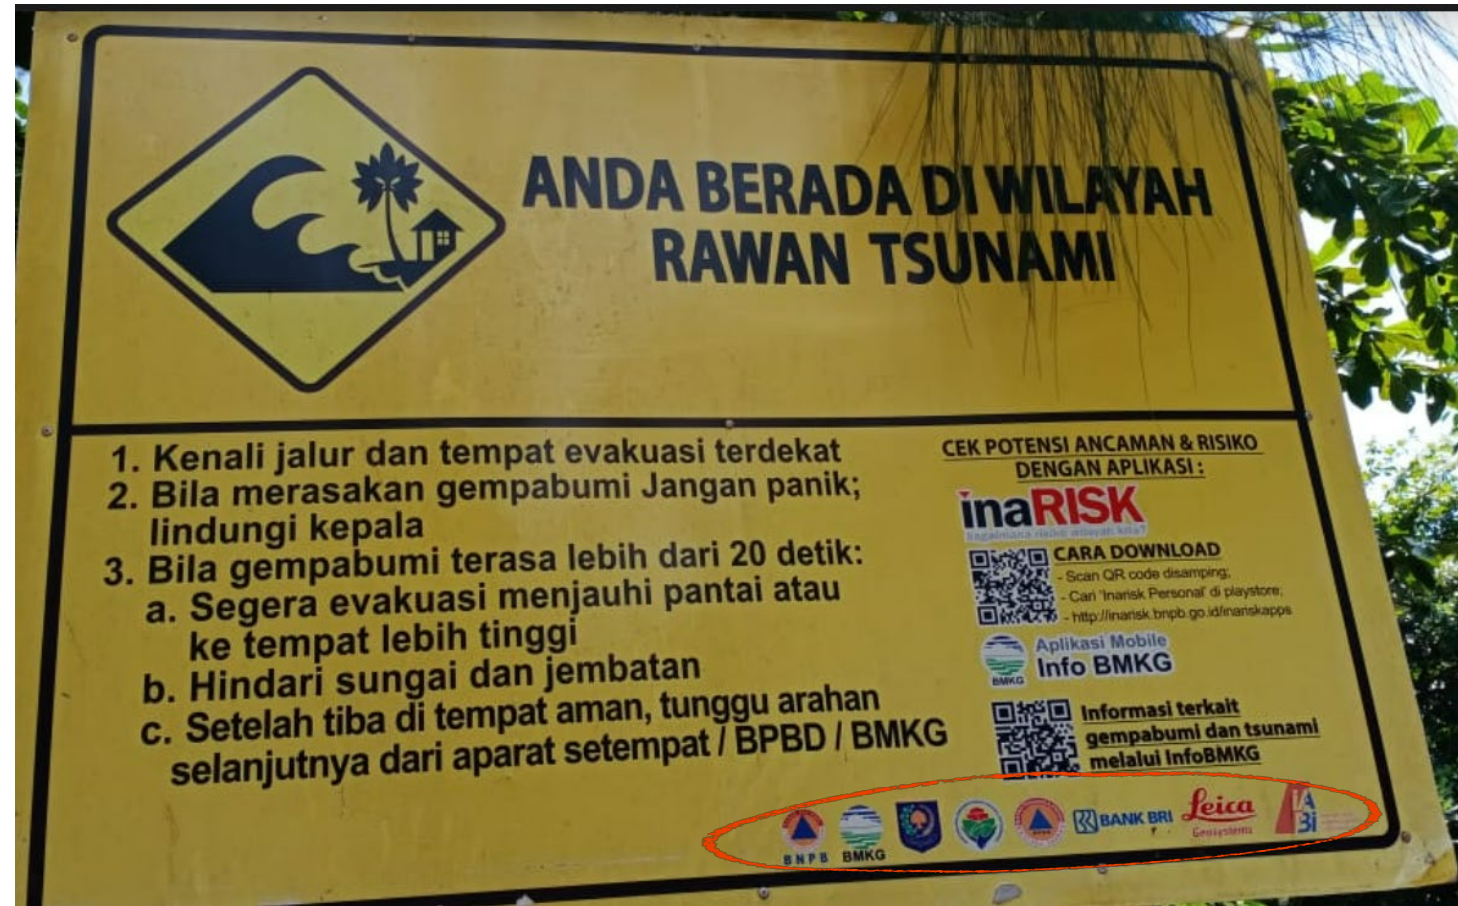 ANDA BERADA DI WILAYAH
RAWAN TSUNAMI
1. Kenali jalur dan tempat evakuasi terdekat
2. Bila merasakan gempabumi Jangan panik;
lindungi kepala
3. Bila gempabumi terasa lebih dari 20 detik:
a. Segera evakuasi menjauhi pantai atau
ke tempat lebih tinggi
b. Hindari sungai dan jembatan
c. Setelah tiba di tempat aman, tunggu arahan
selanjutnya dari aparat setempat / BPBD / BMKG
CEK POTENSI ANCAMAN & RISIKO
DENGAN APLIKASI :
inaRISK
bagaimana risiko wilayah kita?
CARA DOWNLOAD
- Scan QR code disamping;
- Cari 'Inarisk Personal' di playstore;
- http://inarisk.bnpb.go.id/inariskapps
BMKG
Aplikasi Mobile
Info BMKG
Informasi terkait
gempabumi dan tsunami
melalui InfoBMKG
BNPB
BMKG
BANK BRI
Leica
Geosystems
iABi